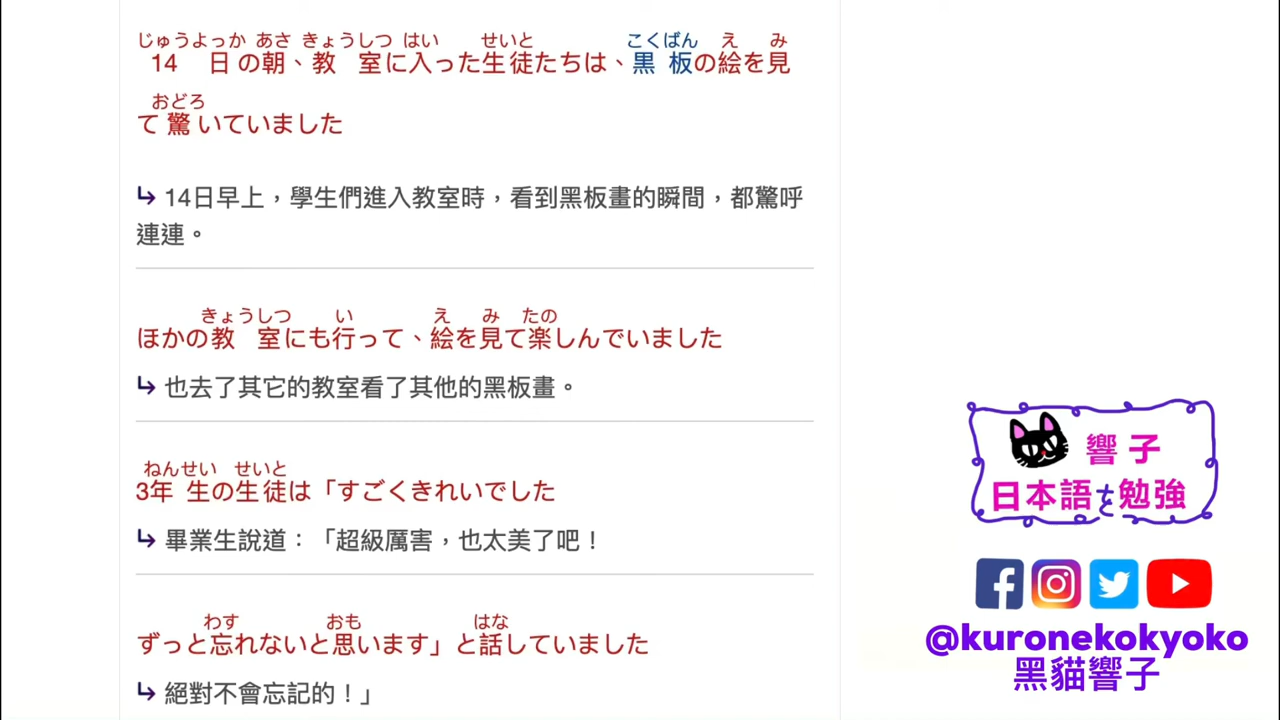 じゅうよっか あさ きょうしつ はい せいと こくばん え み
14 日の朝、教室に入った生徒たちは、黒板の絵を見
おどろ
て驚いていました
↳ 14日早上，學生們進入教室時，看到黑板畫的瞬間，都驚呼
連連。
きょうしつ い え み たの
ほかの教室にも行って、絵を見て楽しんでいました
↳ 也去了其它的教室看了其他的黑板畫。
ねんせい せいと
3年生の生徒は「すごくきれいでした
↳ 畢業生說道：「超級厲害，也太美了吧！
わす おも はな
ずっと忘れないと思います」と話していました
↳ 絕對不會忘記的！」
響子
日本語を勉強
@kuronekokyoko
黑貓響子